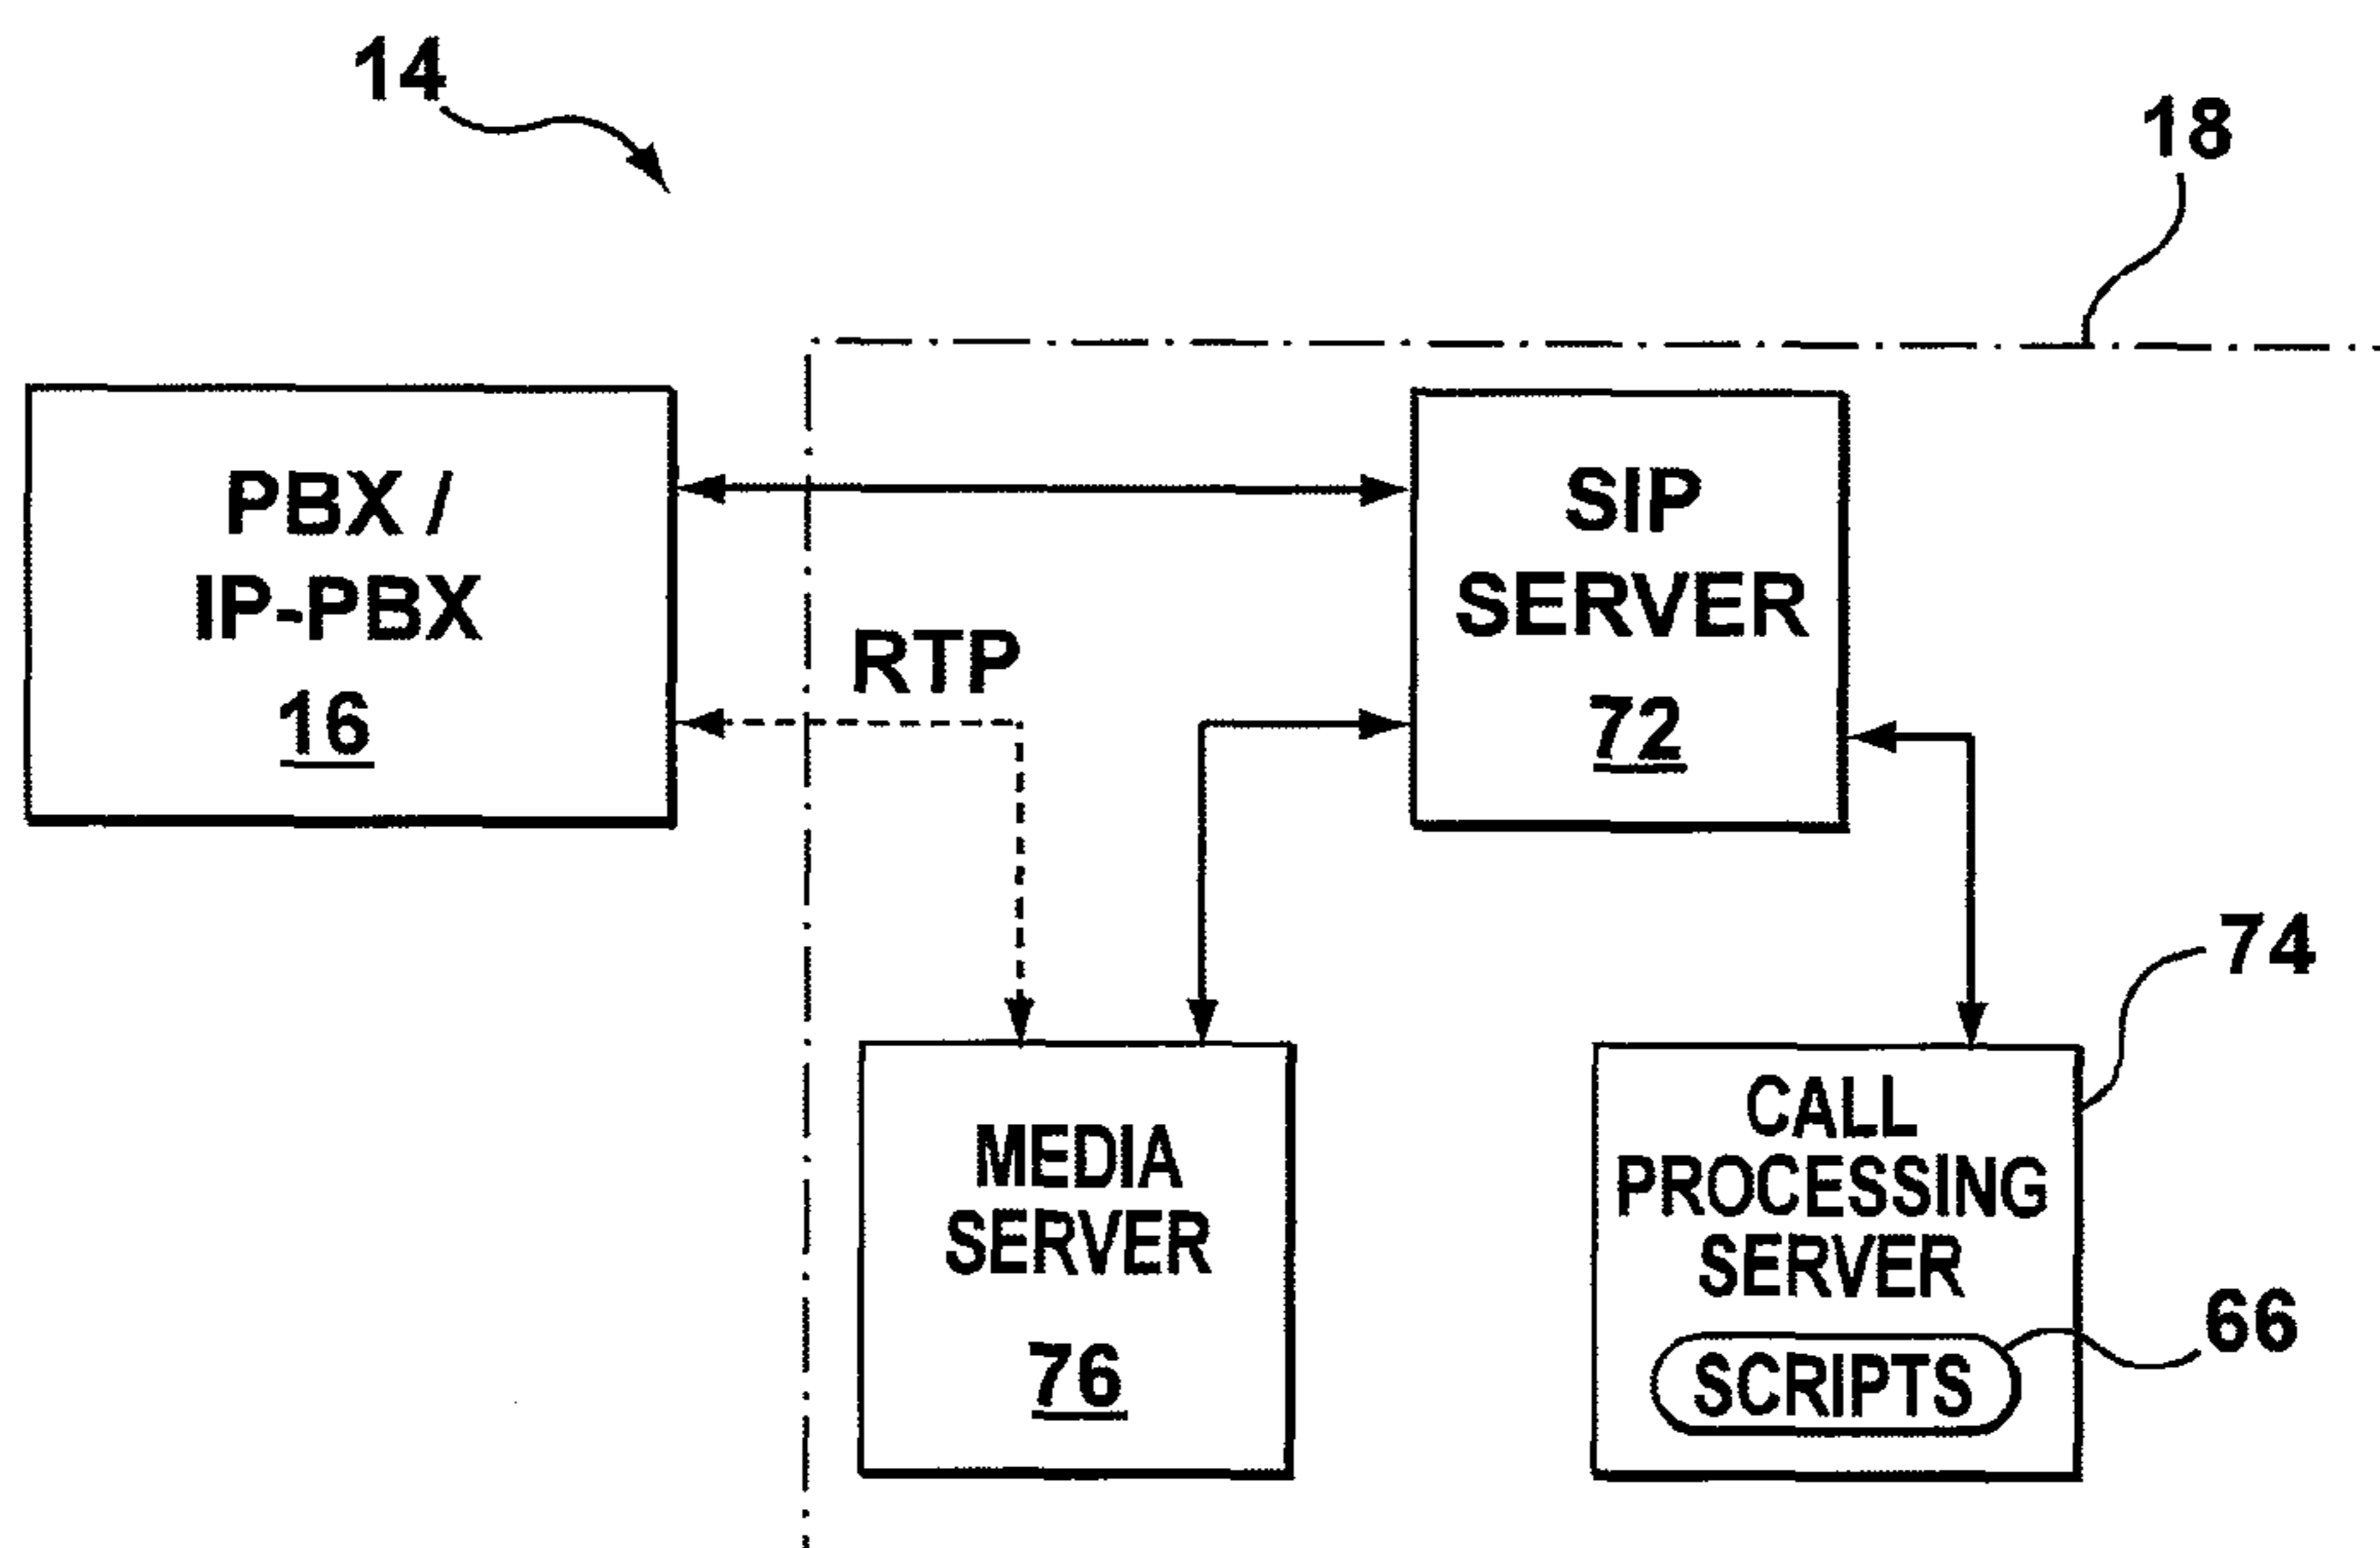 14
18
PBX /
IP-PBX
16
RTP
SIP
SERVER
72
74
MEDIA
SERVER
76
CALL
PROCESSING
SERVER
SCRIPTS
66